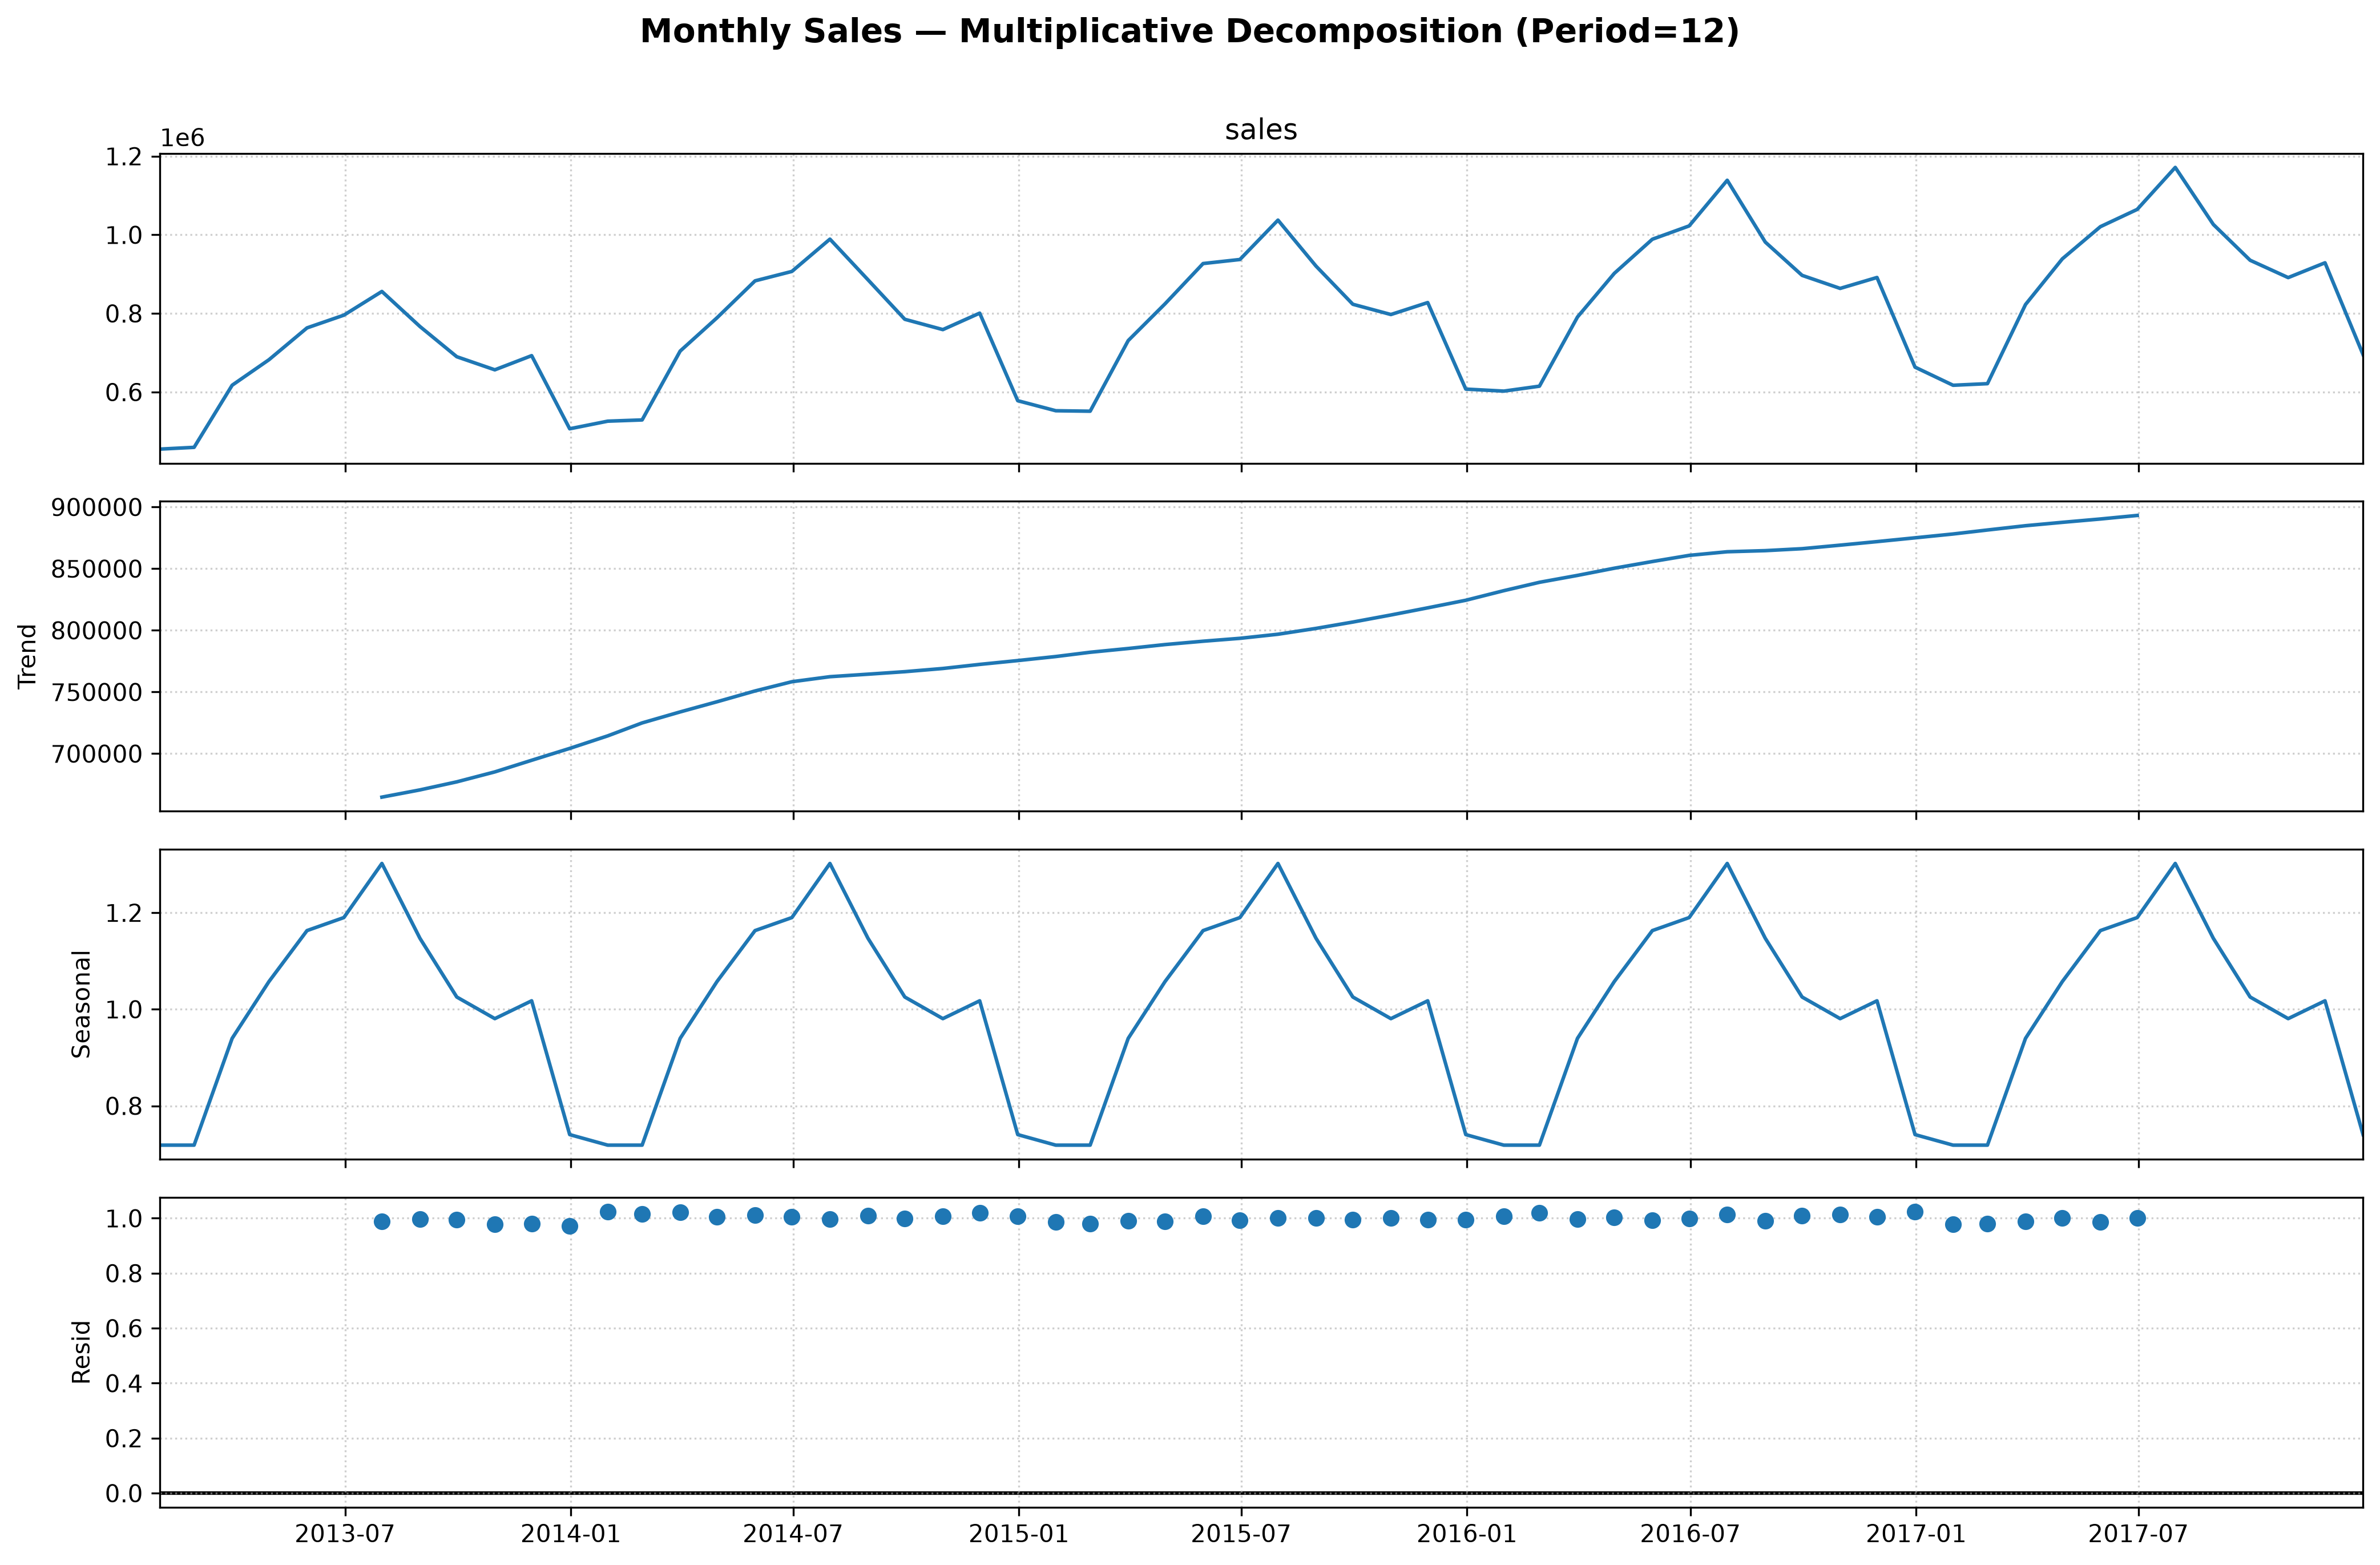 Monthly Sales — Multiplicative Decomposition (Period=12)
sales
1e6
1.2
1.0
0.8
0.6
Trend
900000
850000
800000
750000
700000
Seasonal
1.2
1.0
0.8
Resid
1.0
0.8
0.6
0.4
0.2
0.0
2013-07 2014-01 2014-07 2015-01 2015-07 2016-01 2016-07 2017-01 2017-07